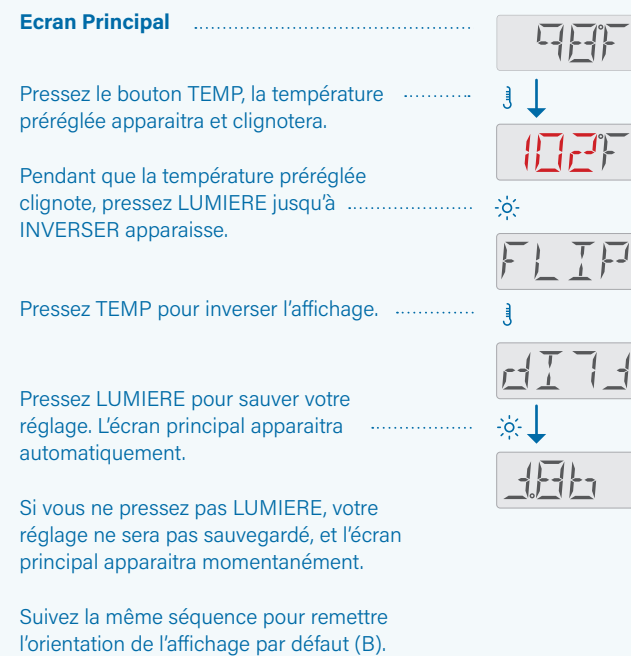 Ecran Principal
98°F
Pressez le bouton TEMP, la température
préréglée apparaitra et clignotera.
102°F
Pendant que la température préréglée
clignote, pressez LUMIERE jusqu'à
INVERSER apparaisse.
FLIP
Pressez TEMP pour inverser l'affichage.
Pressez LUMIERE pour sauver votre
réglage. L'écran principal apparaitra
automatiquement.
Si vous ne pressez pas LUMIERE, votre
réglage ne sera pas sauvegardé, et l'écran
principal apparaitra momentanément.
Suivez la même séquence pour remettre
l'orientation de l'affichage par défaut (B).